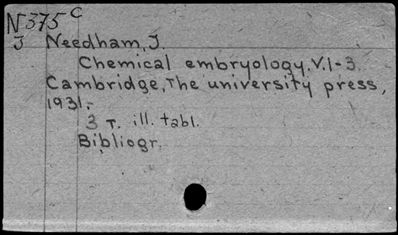 N375c
J Needham, J.
Chemical embryology. V.1-3.
Cambridge, The university press,
1931.-
3 т. ill. tabl.
Bibliogr.